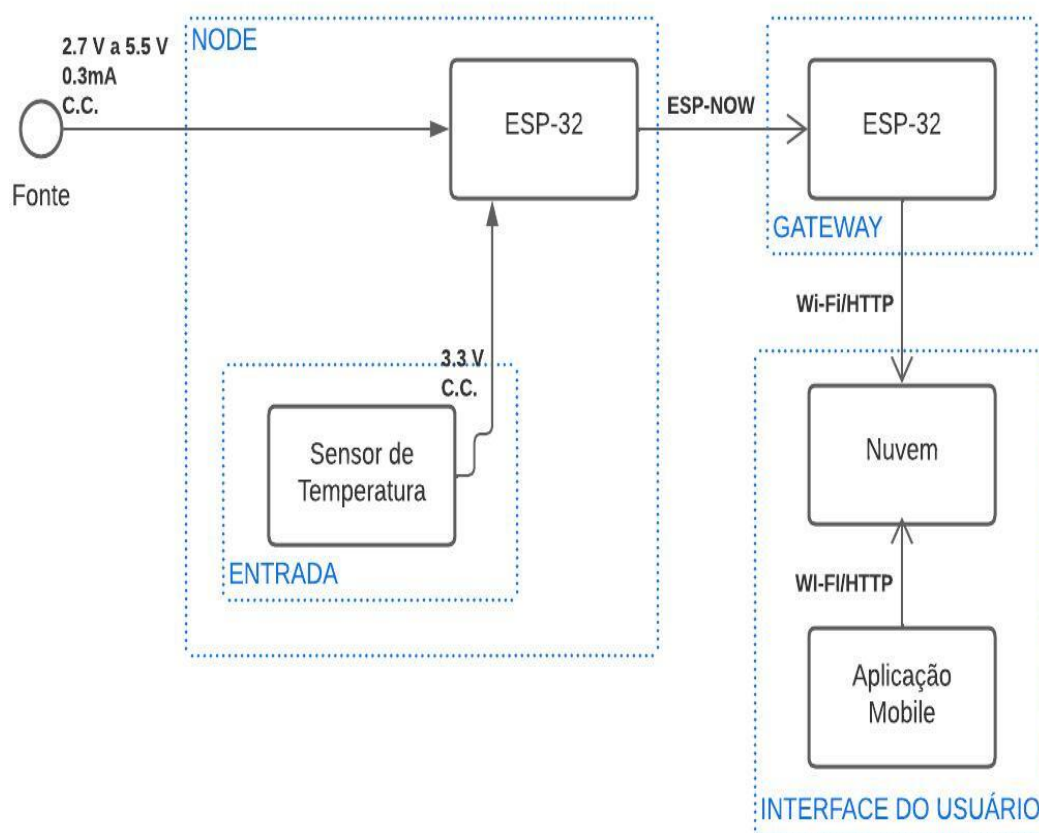 2.7 V a 5.5 V
0.3mA
C.C.
Fonte
NODE
ESP-32
ESP-NOW
ESP-32
GATEWAY
Wi-Fi/HTTP
3.3 V
C.C.
Sensor de
Temperatura
ENTRADA
Nuvem
WI-FI/HTTP
Aplicação
Mobile
INTERFACE DO USUÁRIO